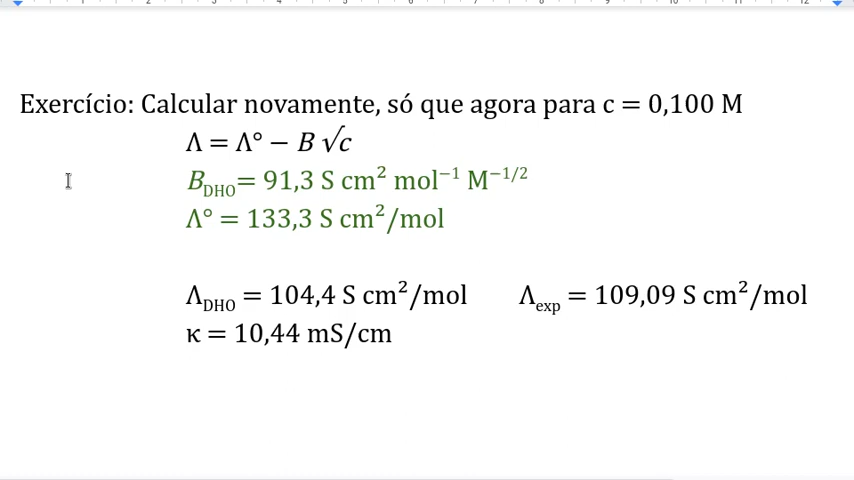 Exercício: Calcular novamente, só que agora para c = 0,100 M
Λ = Λ° − B √c
B_DHO= 91,3 S cm² mol⁻¹ M⁻¹/²
Λ° = 133,3 S cm²/mol
Λ_DHO = 104,4 S cm²/mol Λ_exp = 109,09 S cm²/mol
κ = 10,44 mS/cm